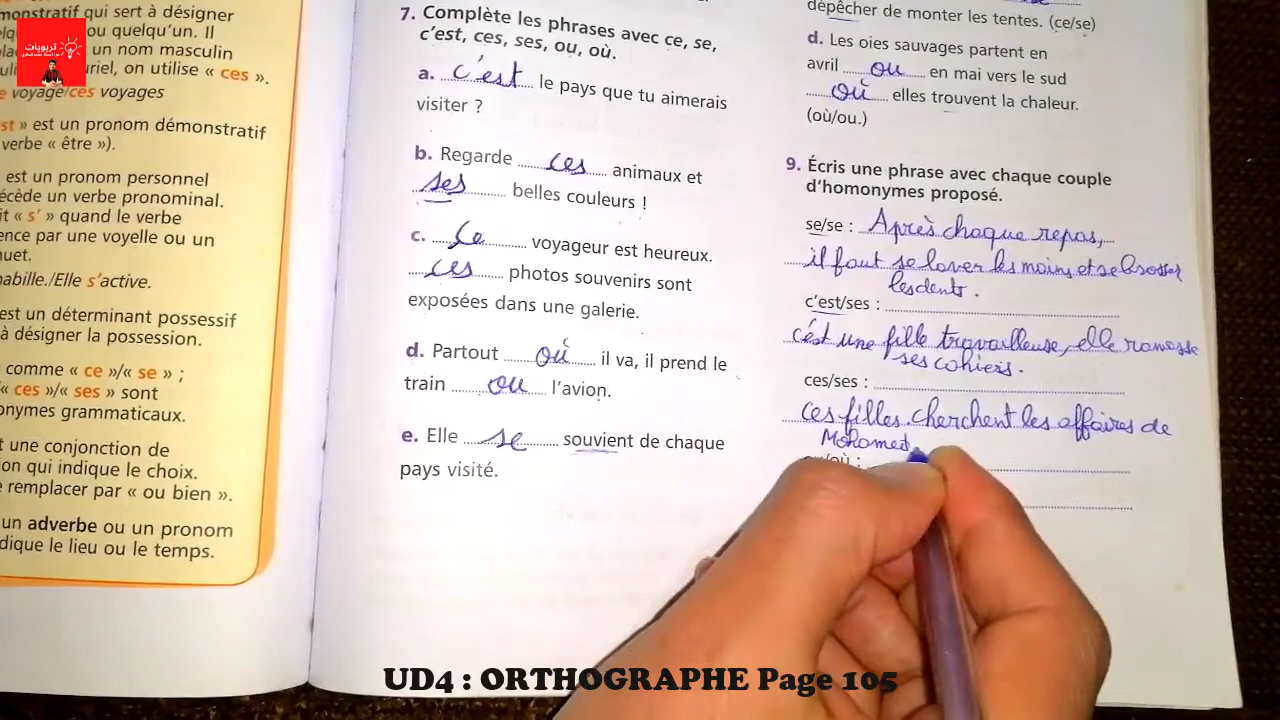 monstratif qui sert à désigner
ou quelqu'un. Il
un nom masculin
uriel, on utilise « ces ».
voyage/ces voyages
st » est un pronom démonstratif
verbe « être »).
est un pronom personnel
écède un verbe pronominal.
it « s' » quand le verbe
ence par une voyelle ou un
muet.
habille./Elle s'active.
est un déterminant possessif
à désigner la possession.
comme « ce »/« se » ;
« ces »/« ses » sont
onymes grammaticaux.
t une conjonction de
on qui indique le choix.
e remplacer par « ou bien ».
un adverbe ou un pronom
dique le lieu ou le temps.
تربويات
7. Complète les phrases avec ce, se,
c'est, ces, ses, ou, où.
a. c'est le pays que tu aimerais
visiter ?
b. Regarde ces animaux et
ses belles couleurs !
c. Ce voyageur est heureux.
ces photos souvenirs sont
exposées dans une galerie.
d. Partout où il va, il prend le
train ou l'avion.
e. Elle se souvient de chaque
pays visité.
dépêcher de monter les tentes. (ce/se)
d. Les oies sauvages partent en
avril ou en mai vers le sud
où elles trouvent la chaleur.
(où/ou.)
9. Écris une phrase avec chaque couple
d'homonymes proposé.
se/se : Après chaque repas,
il faut se laver les mains et se brosser
les dents.
c'est/ses :
c'est une fille travailleuse, elle ramasse
ses cahiers.
ces/ses :
ces filles cherchent les affaires de
Mohamed
ou/où :
UD4 : ORTHOGRAPHE Page 105